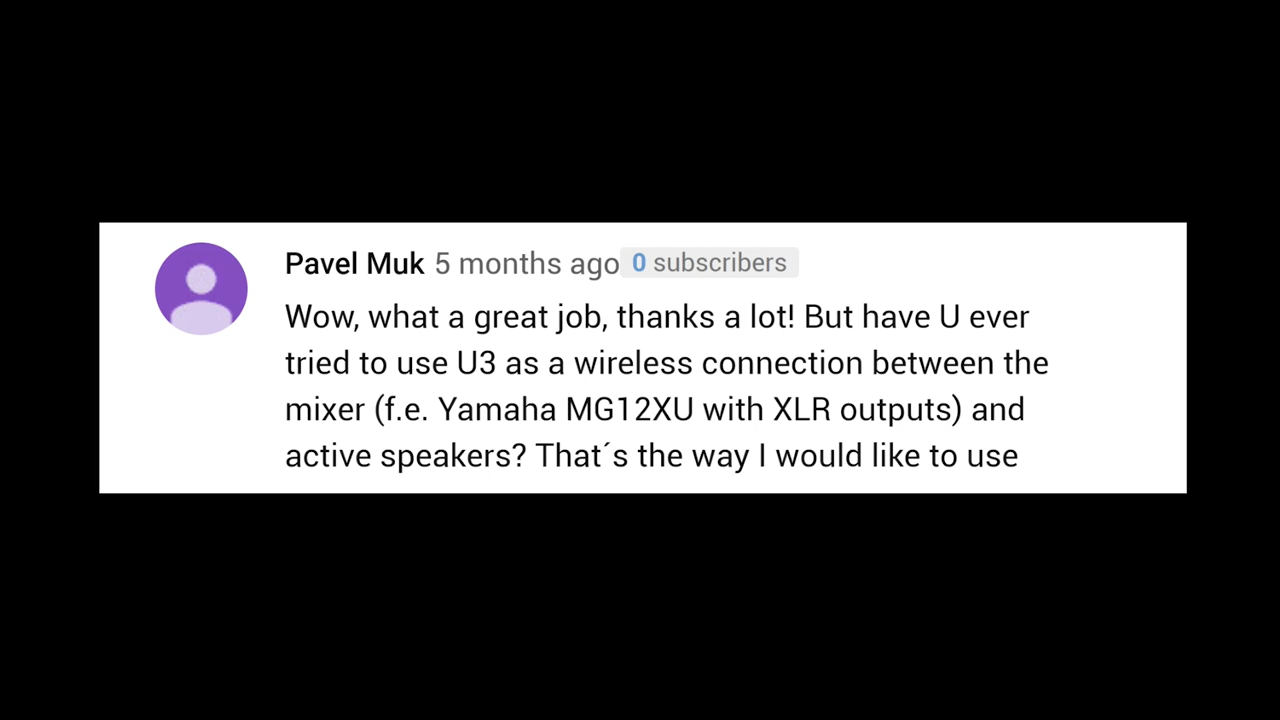 Pavel Muk 5 months ago 0 subscribers
Wow, what a great job, thanks a lot! But have U ever
tried to use U3 as a wireless connection between the
mixer (f.e. Yamaha MG12XU with XLR outputs) and
active speakers? That´s the way I would like to use